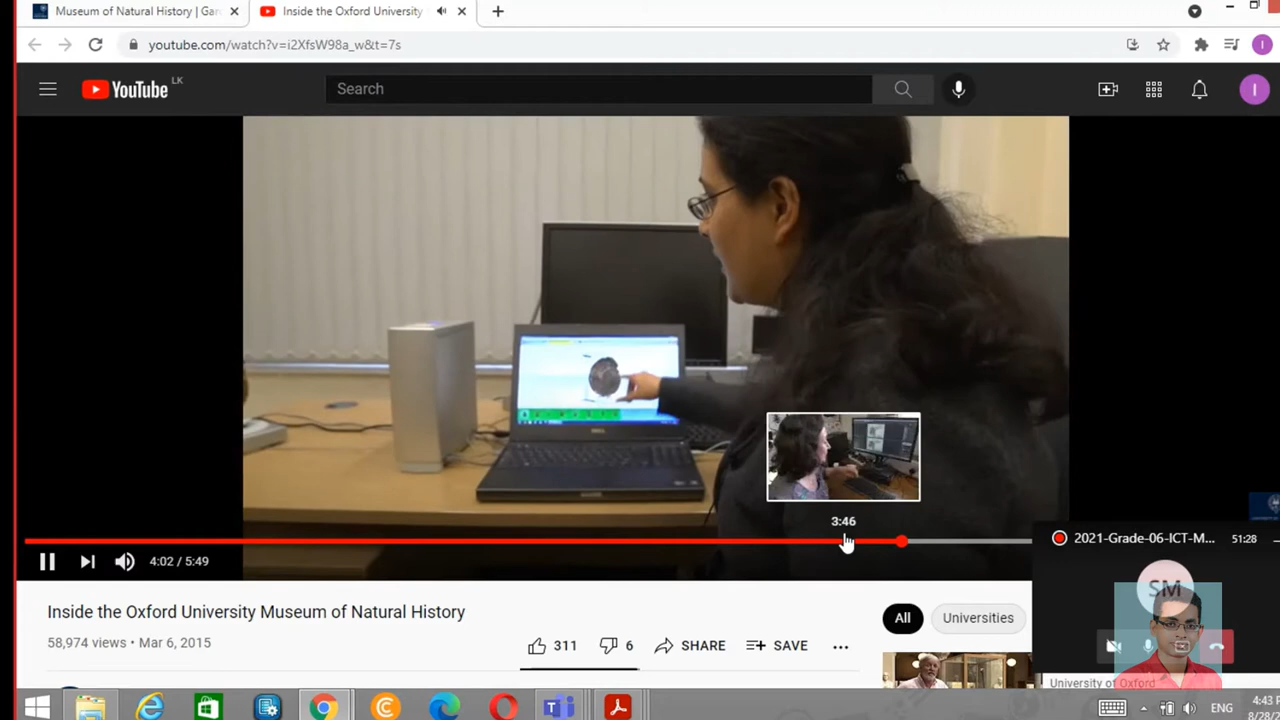 Museum of Natural History | Gar
Inside the Oxford University
youtube.com/watch?v=i2XfsW98a_w&t=7s
YouTube LK
Search
I
3:46
4:02 / 5:49
2021-Grade-06-ICT-M... 51:28
SM
Inside the Oxford University Museum of Natural History
58,974 views • Mar 6, 2015
311 6 SHARE SAVE
All Universities
University of Oxford
ENG
4:43 P
8/28/2